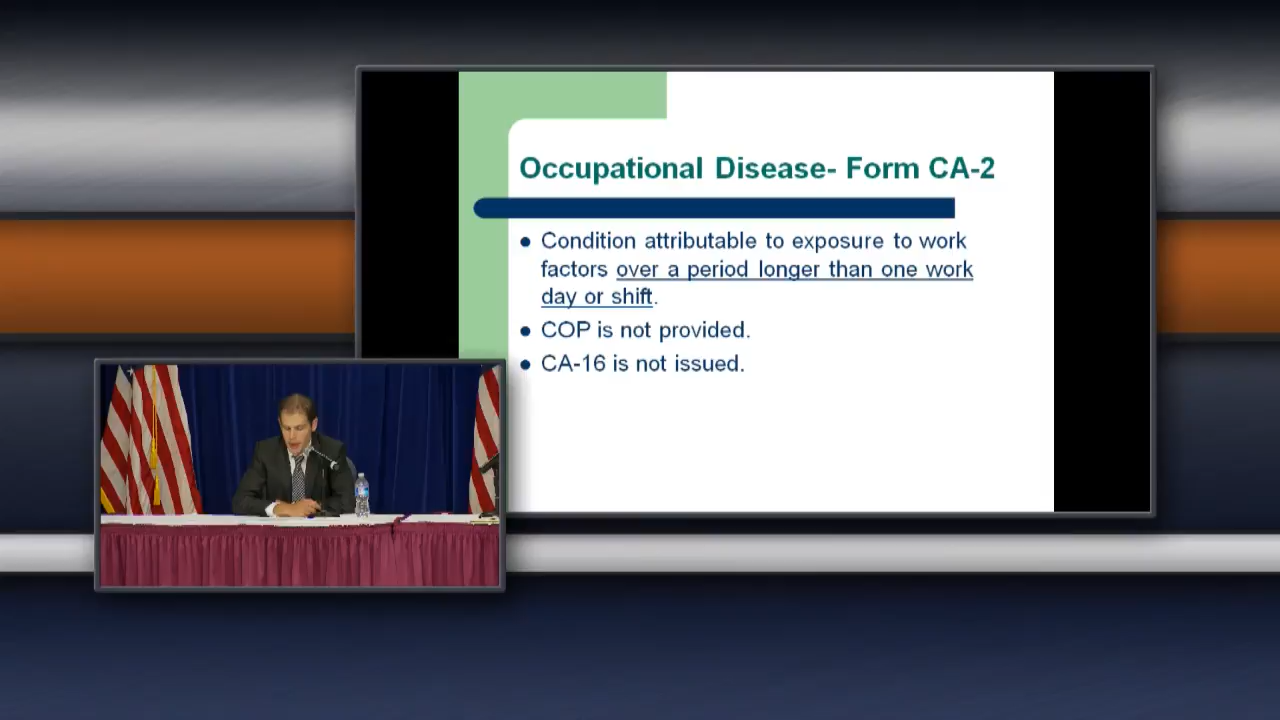 Occupational Disease- Form CA-2
Condition attributable to exposure to work
factors over a period longer than one work
day or shift.
COP is not provided.
CA-16 is not issued.